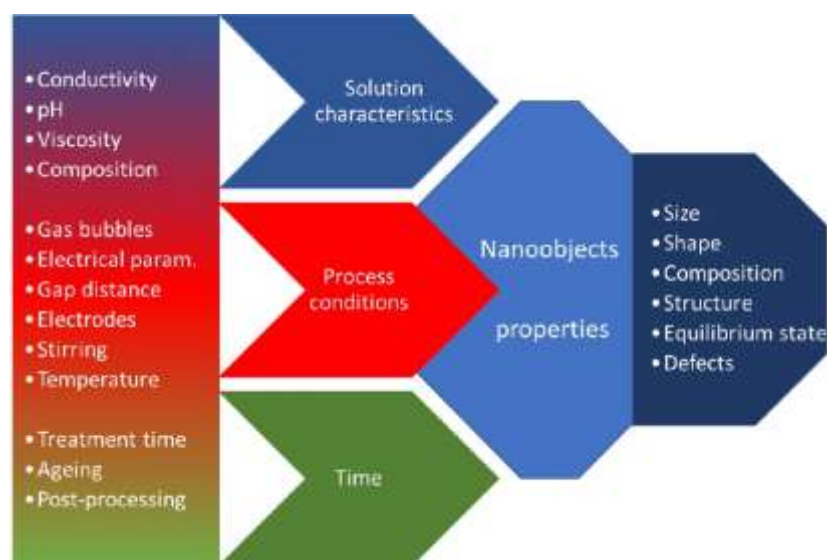 •Conductivity
•pH
•Viscosity
•Composition
•Gas bubbles
•Electrical param.
•Gap distance
•Electrodes
•Stirring
•Temperature
•Treatment time
•Ageing
•Post-processing
Solution
characteristics
Process
conditions
Time
Nanoobjects
properties
•Size
•Shape
•Composition
•Structure
•Equilibrium state
•Defects